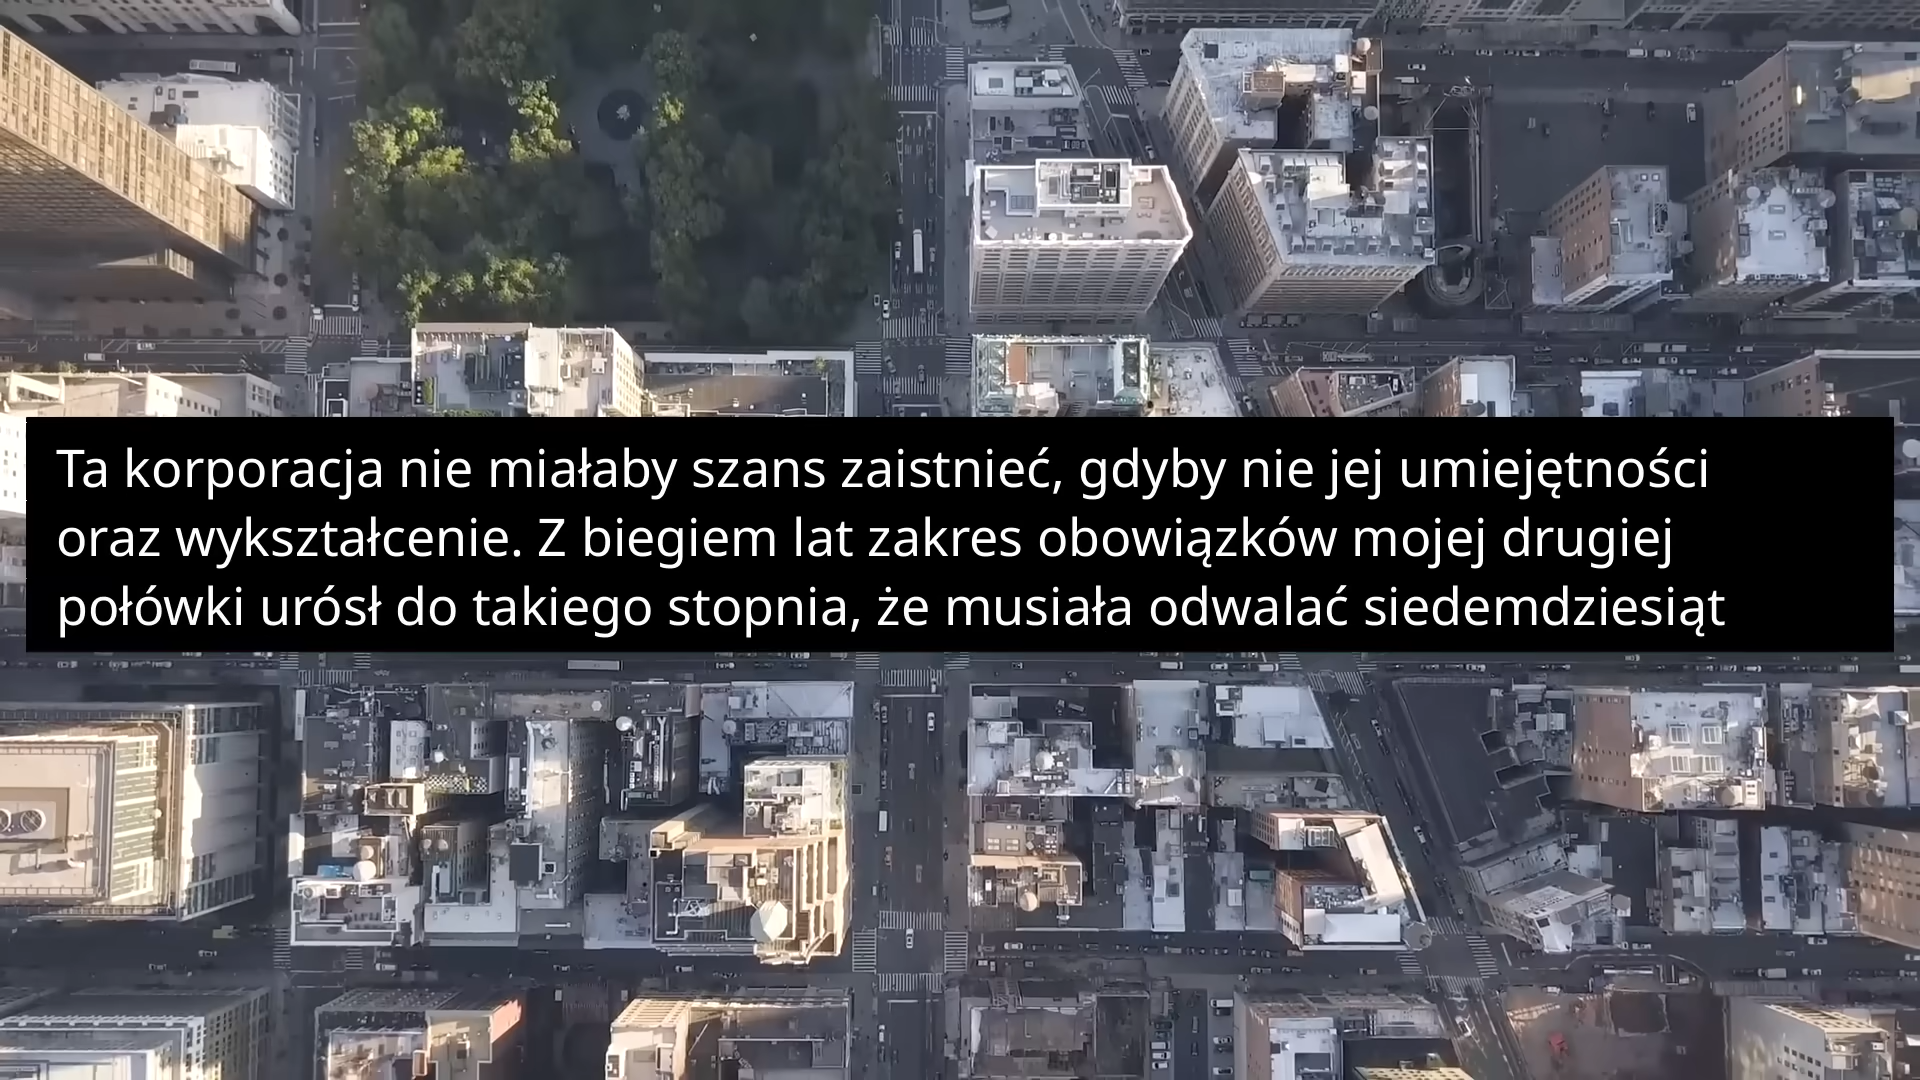 Ta korporacja nie miałaby szans zaistnieć, gdyby nie jej umiejętności
oraz wykształcenie. Z biegiem lat zakres obowiązków mojej drugiej
połówki urósł do takiego stopnia, że musiała odwalać siedemdziesiąt